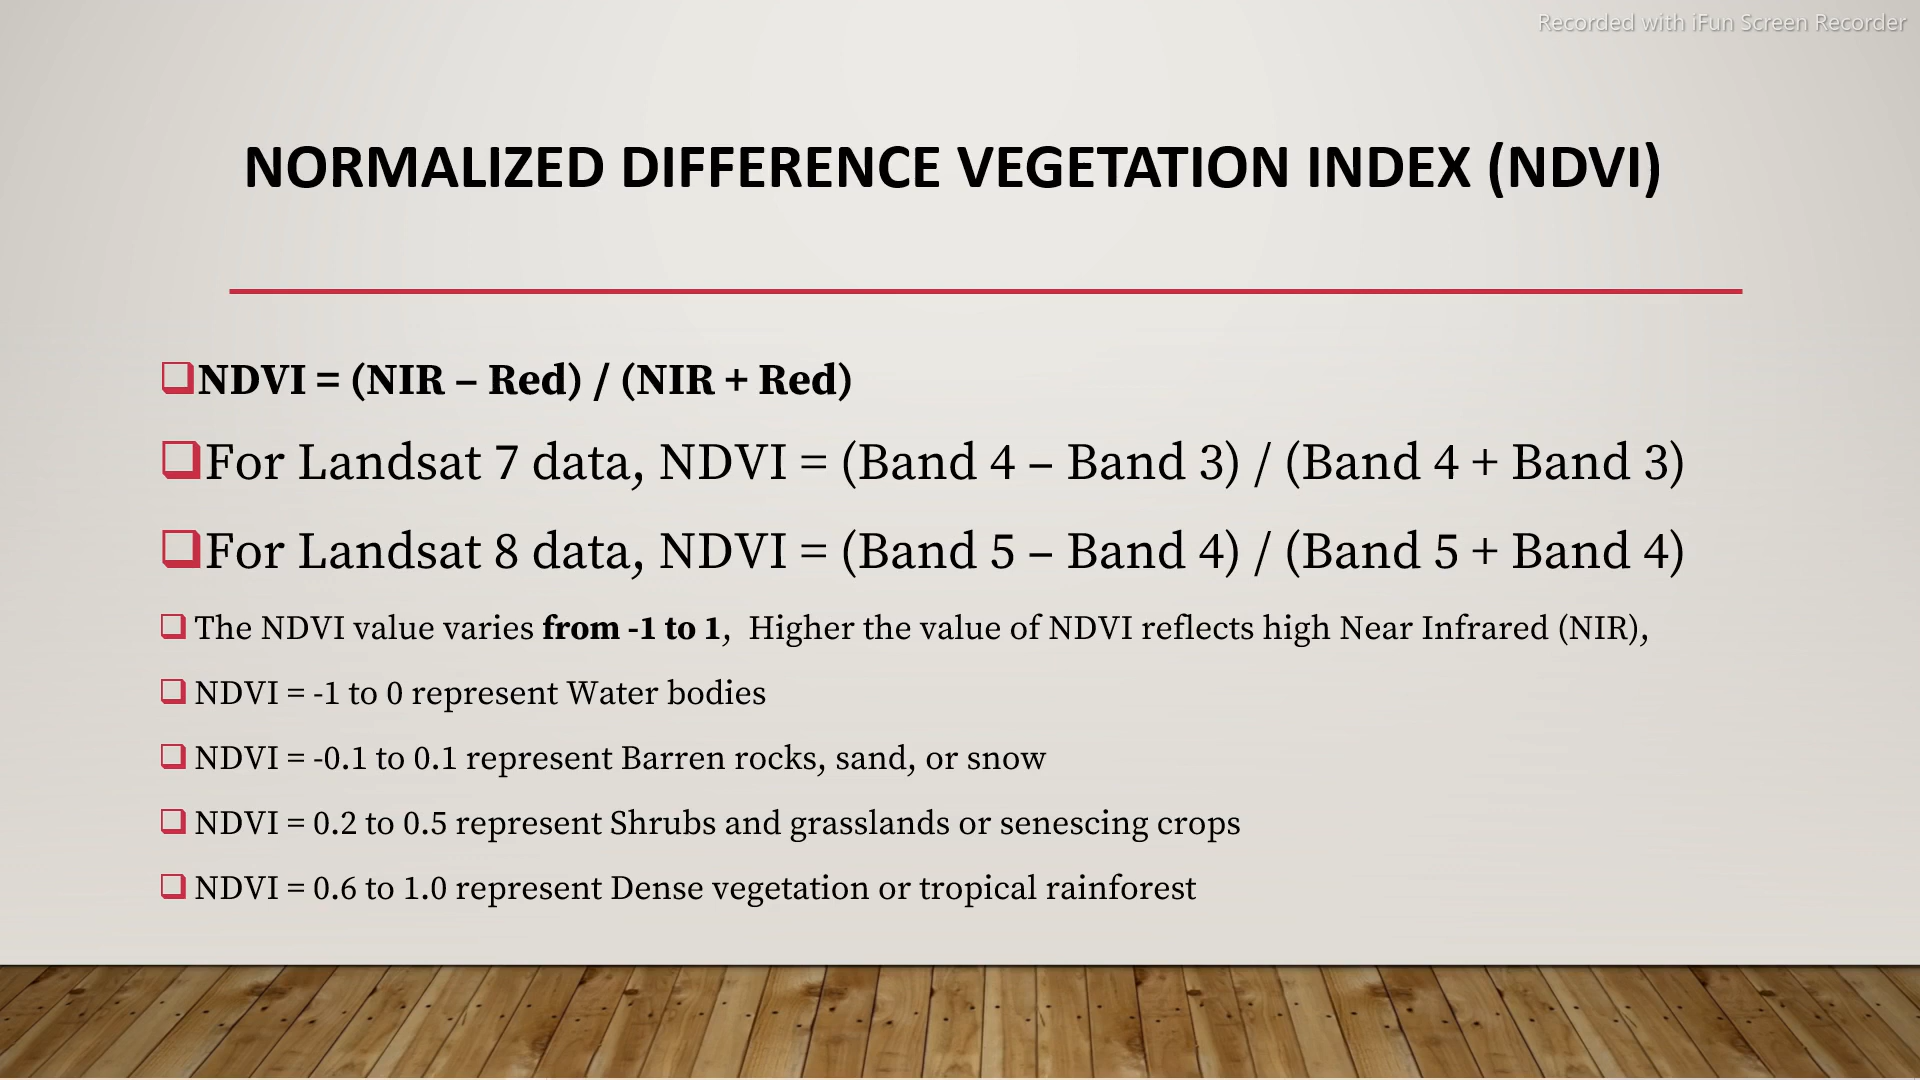 Recorded with iFun Screen Recorder
NORMALIZED DIFFERENCE VEGETATION INDEX (NDVI)
NDVI = (NIR – Red) / (NIR + Red)
For Landsat 7 data, NDVI = (Band 4 – Band 3) / (Band 4 + Band 3)
For Landsat 8 data, NDVI = (Band 5 – Band 4) / (Band 5 + Band 4)
The NDVI value varies from -1 to 1,  Higher the value of NDVI reflects high Near Infrared (NIR),
NDVI = -1 to 0 represent Water bodies
NDVI = -0.1 to 0.1 represent Barren rocks, sand, or snow
NDVI = 0.2 to 0.5 represent Shrubs and grasslands or senescing crops
NDVI = 0.6 to 1.0 represent Dense vegetation or tropical rainforest